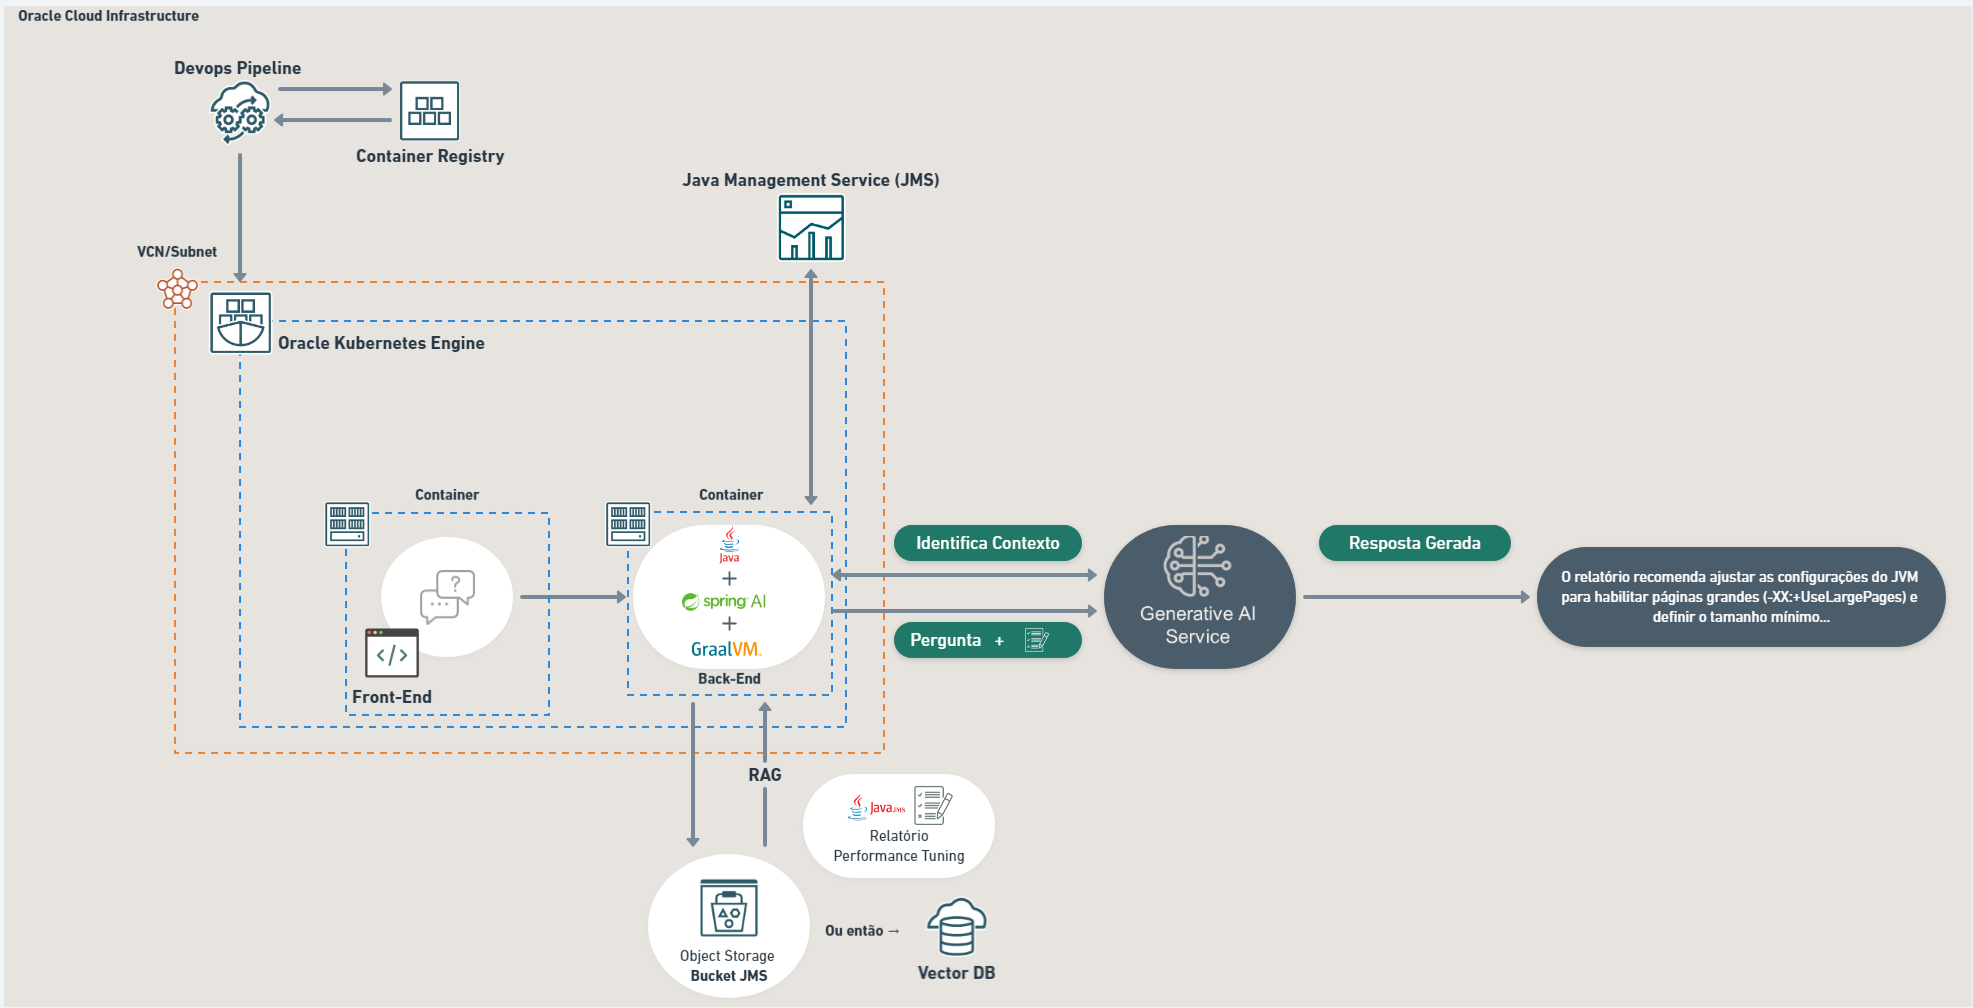 Oracle Cloud Infrastructure
Devops Pipeline
Container Registry
Java Management Service (JMS)
VCN/Subnet
Oracle Kubernetes Engine
Container
Front-End
Container
Java
+
spring AI
+
GraalVM.
Back-End
Identifica Contexto
Pergunta +
Generative AI
Service
Resposta Gerada
O relatório recomenda ajustar as configurações do JVM
para habilitar páginas grandes (-XX:+UseLargePages) e
definir o tamanho mínimo...
RAG
Java JMS
Relatório
Performance Tuning
Object Storage
Bucket JMS
Ou então →
Vector DB